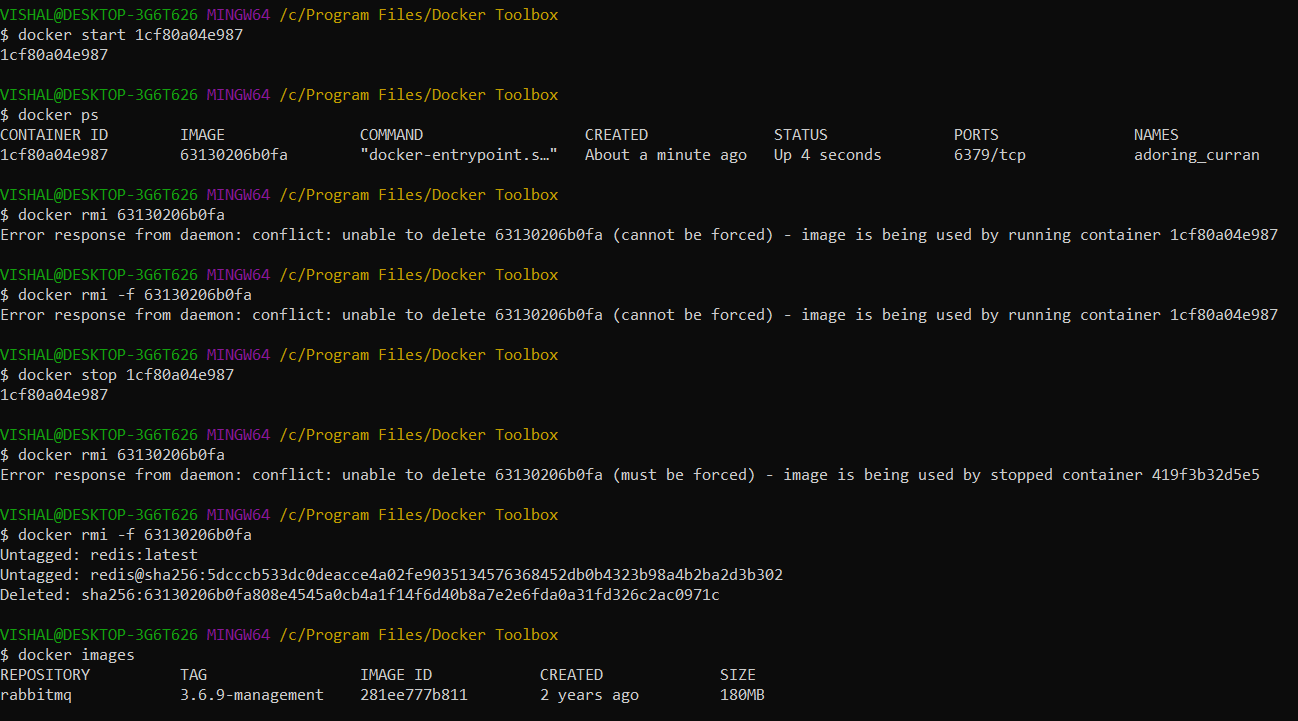 VISHAL@DESKTOP-3G6T626 MINGW64 /c/Program Files/Docker Toolbox
$ docker start 1cf80a04e987
1cf80a04e987
VISHAL@DESKTOP-3G6T626 MINGW64 /c/Program Files/Docker Toolbox
$ docker ps
CONTAINER ID        IMAGE               COMMAND                  CREATED              STATUS              PORTS               NAMES
1cf80a04e987        63130206b0fa        "docker-entrypoint.s…"   About a minute ago   Up 4 seconds        6379/tcp            adoring_curran
VISHAL@DESKTOP-3G6T626 MINGW64 /c/Program Files/Docker Toolbox
$ docker rmi 63130206b0fa
Error response from daemon: conflict: unable to delete 63130206b0fa (cannot be forced) - image is being used by running container 1cf80a04e987
VISHAL@DESKTOP-3G6T626 MINGW64 /c/Program Files/Docker Toolbox
$ docker rmi -f 63130206b0fa
Error response from daemon: conflict: unable to delete 63130206b0fa (cannot be forced) - image is being used by running container 1cf80a04e987
VISHAL@DESKTOP-3G6T626 MINGW64 /c/Program Files/Docker Toolbox
$ docker stop 1cf80a04e987
1cf80a04e987
VISHAL@DESKTOP-3G6T626 MINGW64 /c/Program Files/Docker Toolbox
$ docker rmi 63130206b0fa
Error response from daemon: conflict: unable to delete 63130206b0fa (must be forced) - image is being used by stopped container 419f3b32d5e5
VISHAL@DESKTOP-3G6T626 MINGW64 /c/Program Files/Docker Toolbox
$ docker rmi -f 63130206b0fa
Untagged: redis:latest
Untagged: redis@sha256:5dcccb533dc0deacce4a02fe9035134576368452db0b4323b98a4b2ba2d3b302
Deleted: sha256:63130206b0fa808e4545a0cb4a1f14f6d40b8a7e2e6fda0a31fd326c2ac0971c
VISHAL@DESKTOP-3G6T626 MINGW64 /c/Program Files/Docker Toolbox
$ docker images
REPOSITORY          TAG                 IMAGE ID            CREATED             SIZE
rabbitmq            3.6.9-management    281ee777b811        2 years ago         180MB